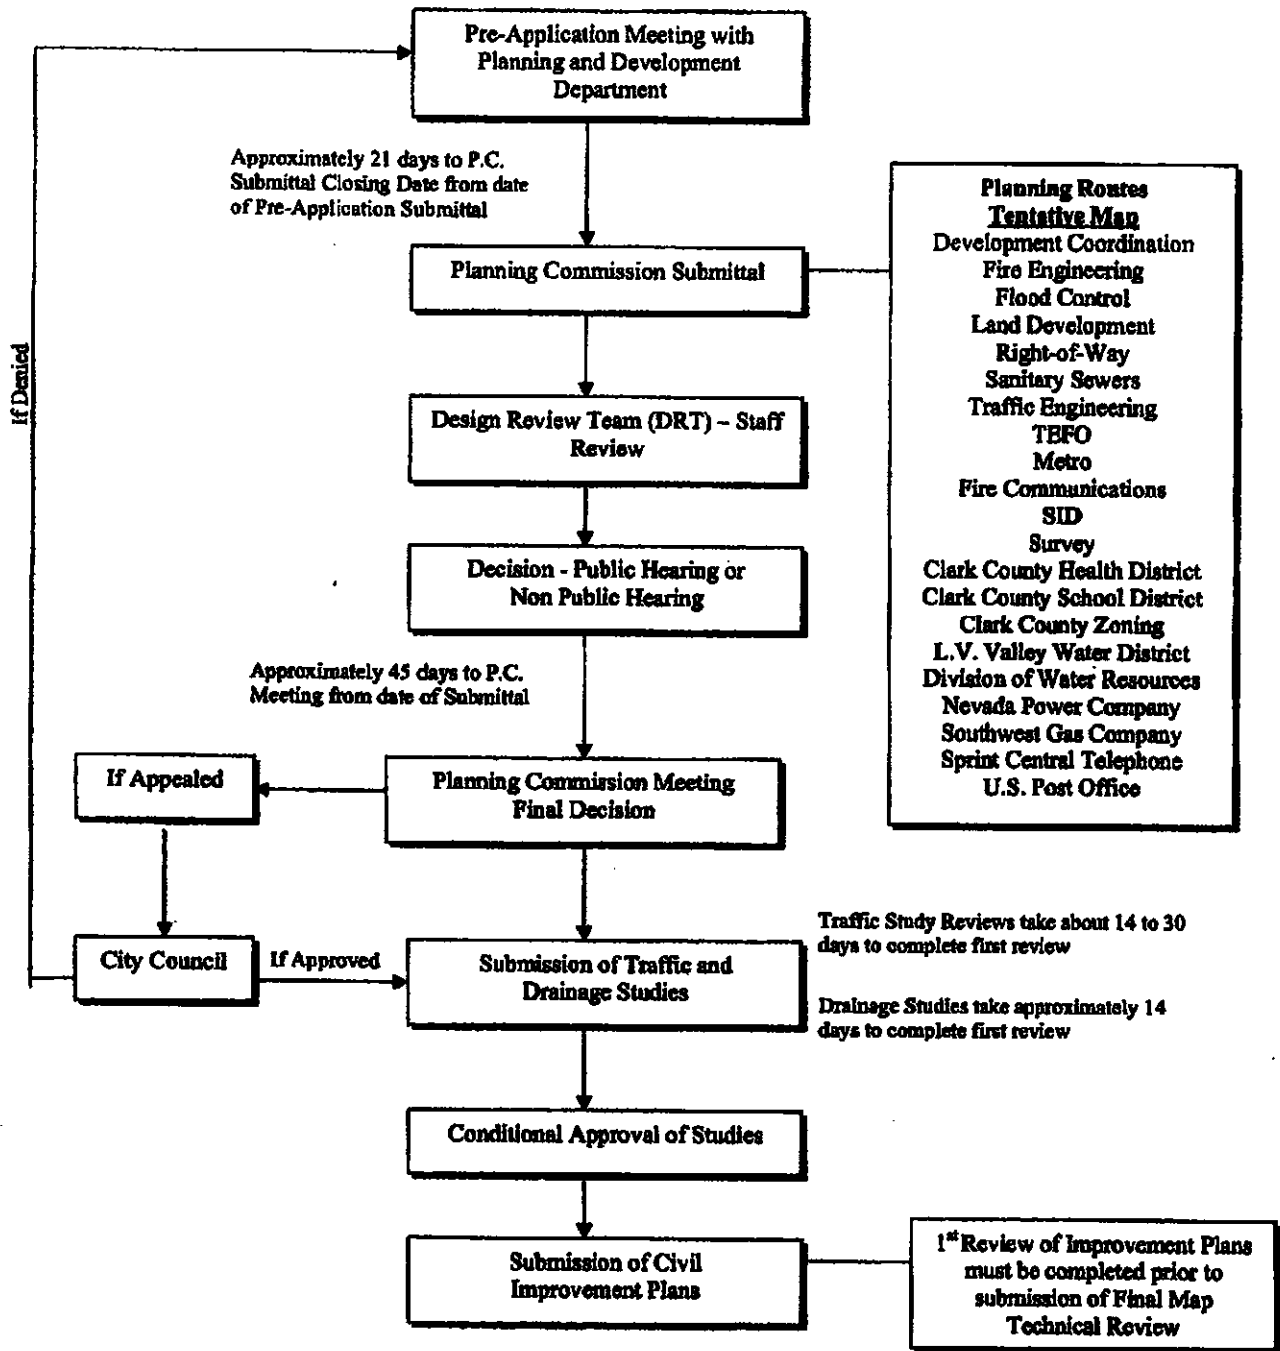 Pre-Application Meeting with
Planning and Development
Department
Approximately 21 days to P.C.
Submittal Closing Date from date
of Pre-Application Submittal
Planning Commission Submittal
Planning Routes
Tentative Map
Development Coordination
Fire Engineering
Flood Control
Land Development
Right-of-Way
Sanitary Sewers
Traffic Engineering
TEFO
Metro
Fire Communications
SID
Survey
Clark County Health District
Clark County School District
Clark County Zoning
L.V. Valley Water District
Division of Water Resources
Nevada Power Company
Southwest Gas Company
Sprint Central Telephone
U.S. Post Office
If Denied
Design Review Team (DRT) – Staff
Review
Decision - Public Hearing or
Non Public Hearing
Approximately 45 days to P.C.
Meeting from date of Submittal
If Appealed
Planning Commission Meeting
Final Decision
City Council
If Approved
Submission of Traffic and
Drainage Studies
Traffic Study Reviews take about 14 to 30
days to complete first review
Drainage Studies take approximately 14
days to complete first review
Conditional Approval of Studies
Submission of Civil
Improvement Plans
1st Review of Improvement Plans
must be completed prior to
submission of Final Map
Technical Review